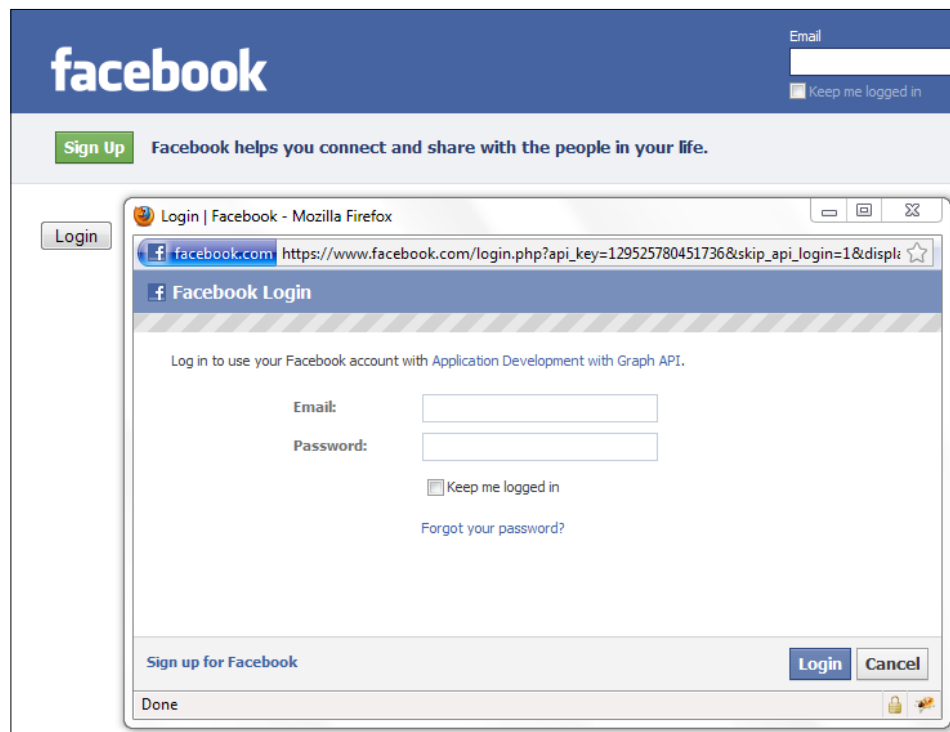 Email
facebook
Keep me logged in
Sign Up Facebook helps you connect and share with the people in your life.
Login
Login | Facebook - Mozilla Firefox
facebook.com https://www.facebook.com/login.php?api_key=129525780451736&skip_api_login=1&displa
Facebook Login
Log in to use your Facebook account with Application Development with Graph API.
Email:
Password:
Keep me logged in
Forgot your password?
Sign up for Facebook Login Cancel
Done